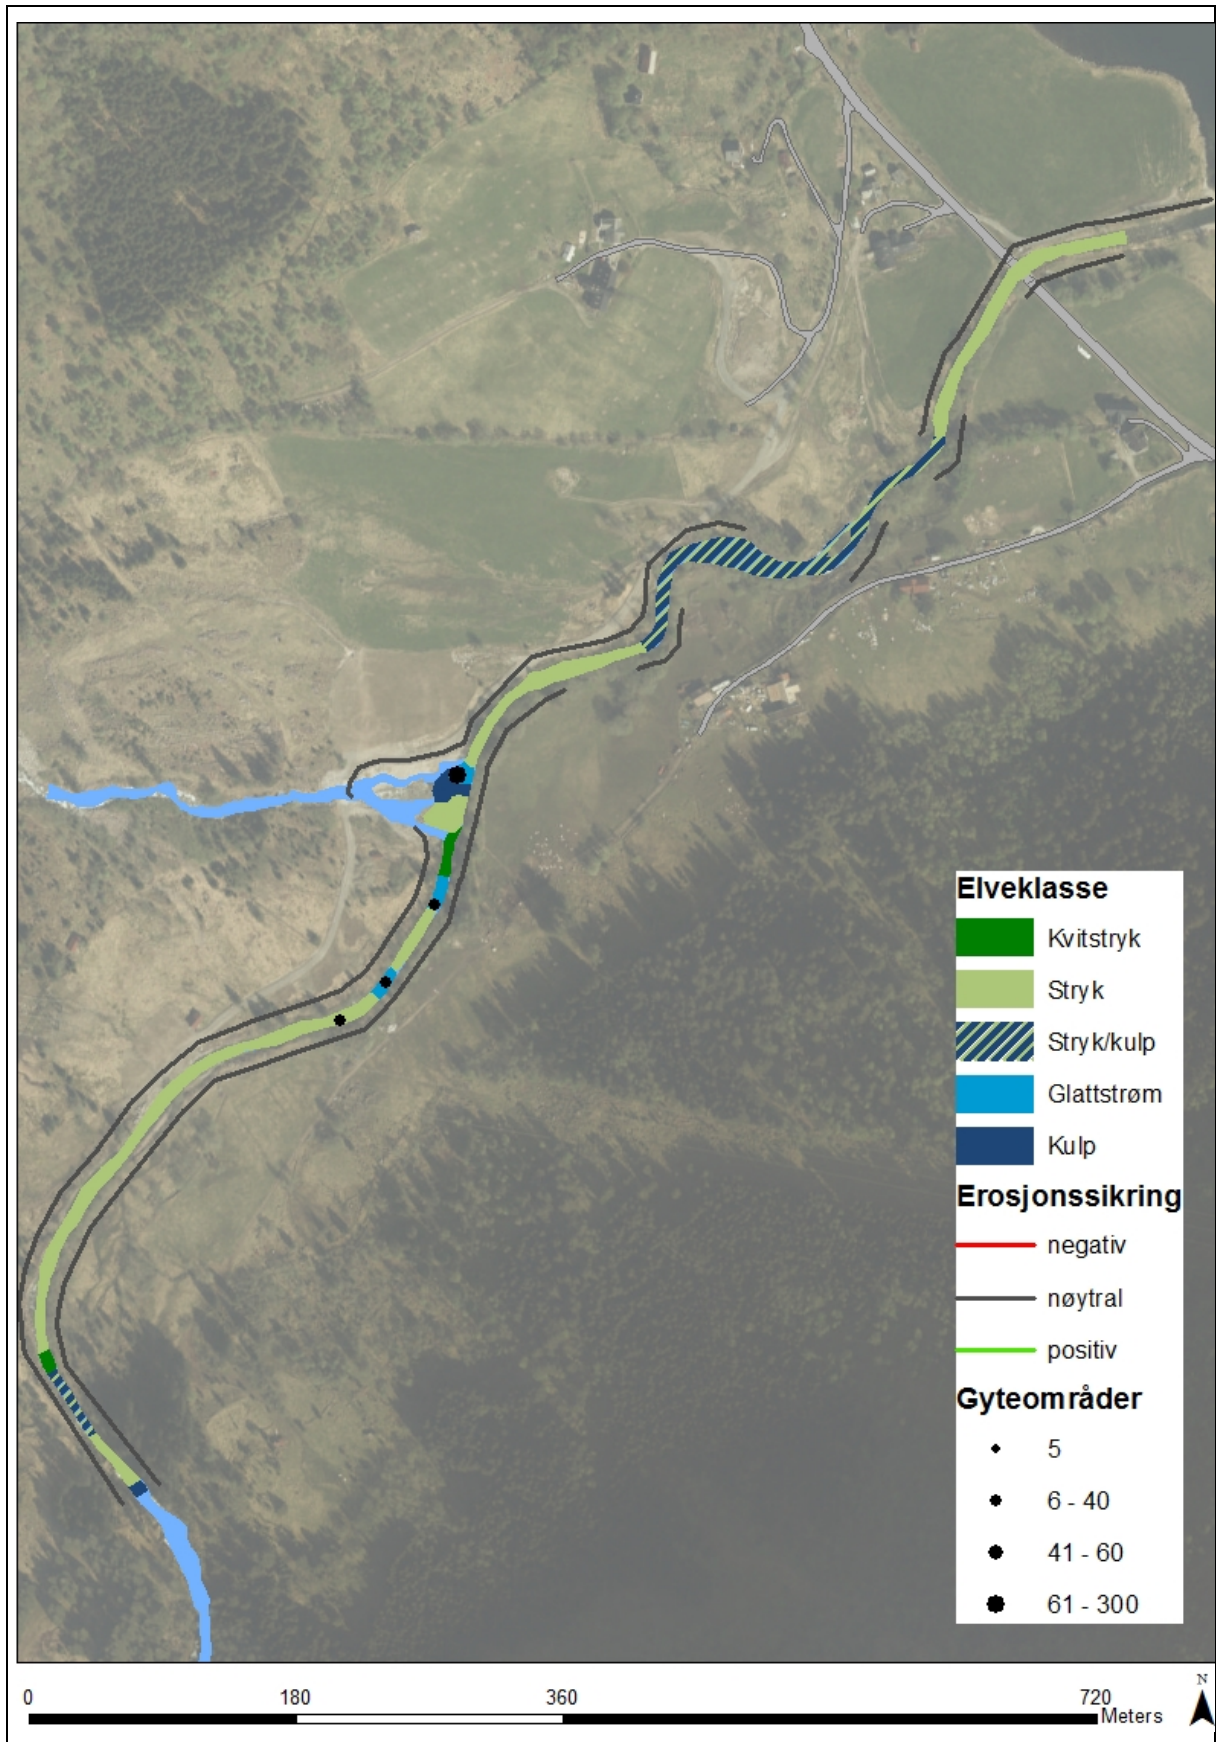 Elveklasse
Kvitstryk
Stryk
Stryk/kulp
Glattstrøm
Kulp
Erosjonssikring
negativ
nøytral
positiv
Gyteområder
5
6 - 40
41 - 60
61 - 300
0 180 360 720
Meters
N